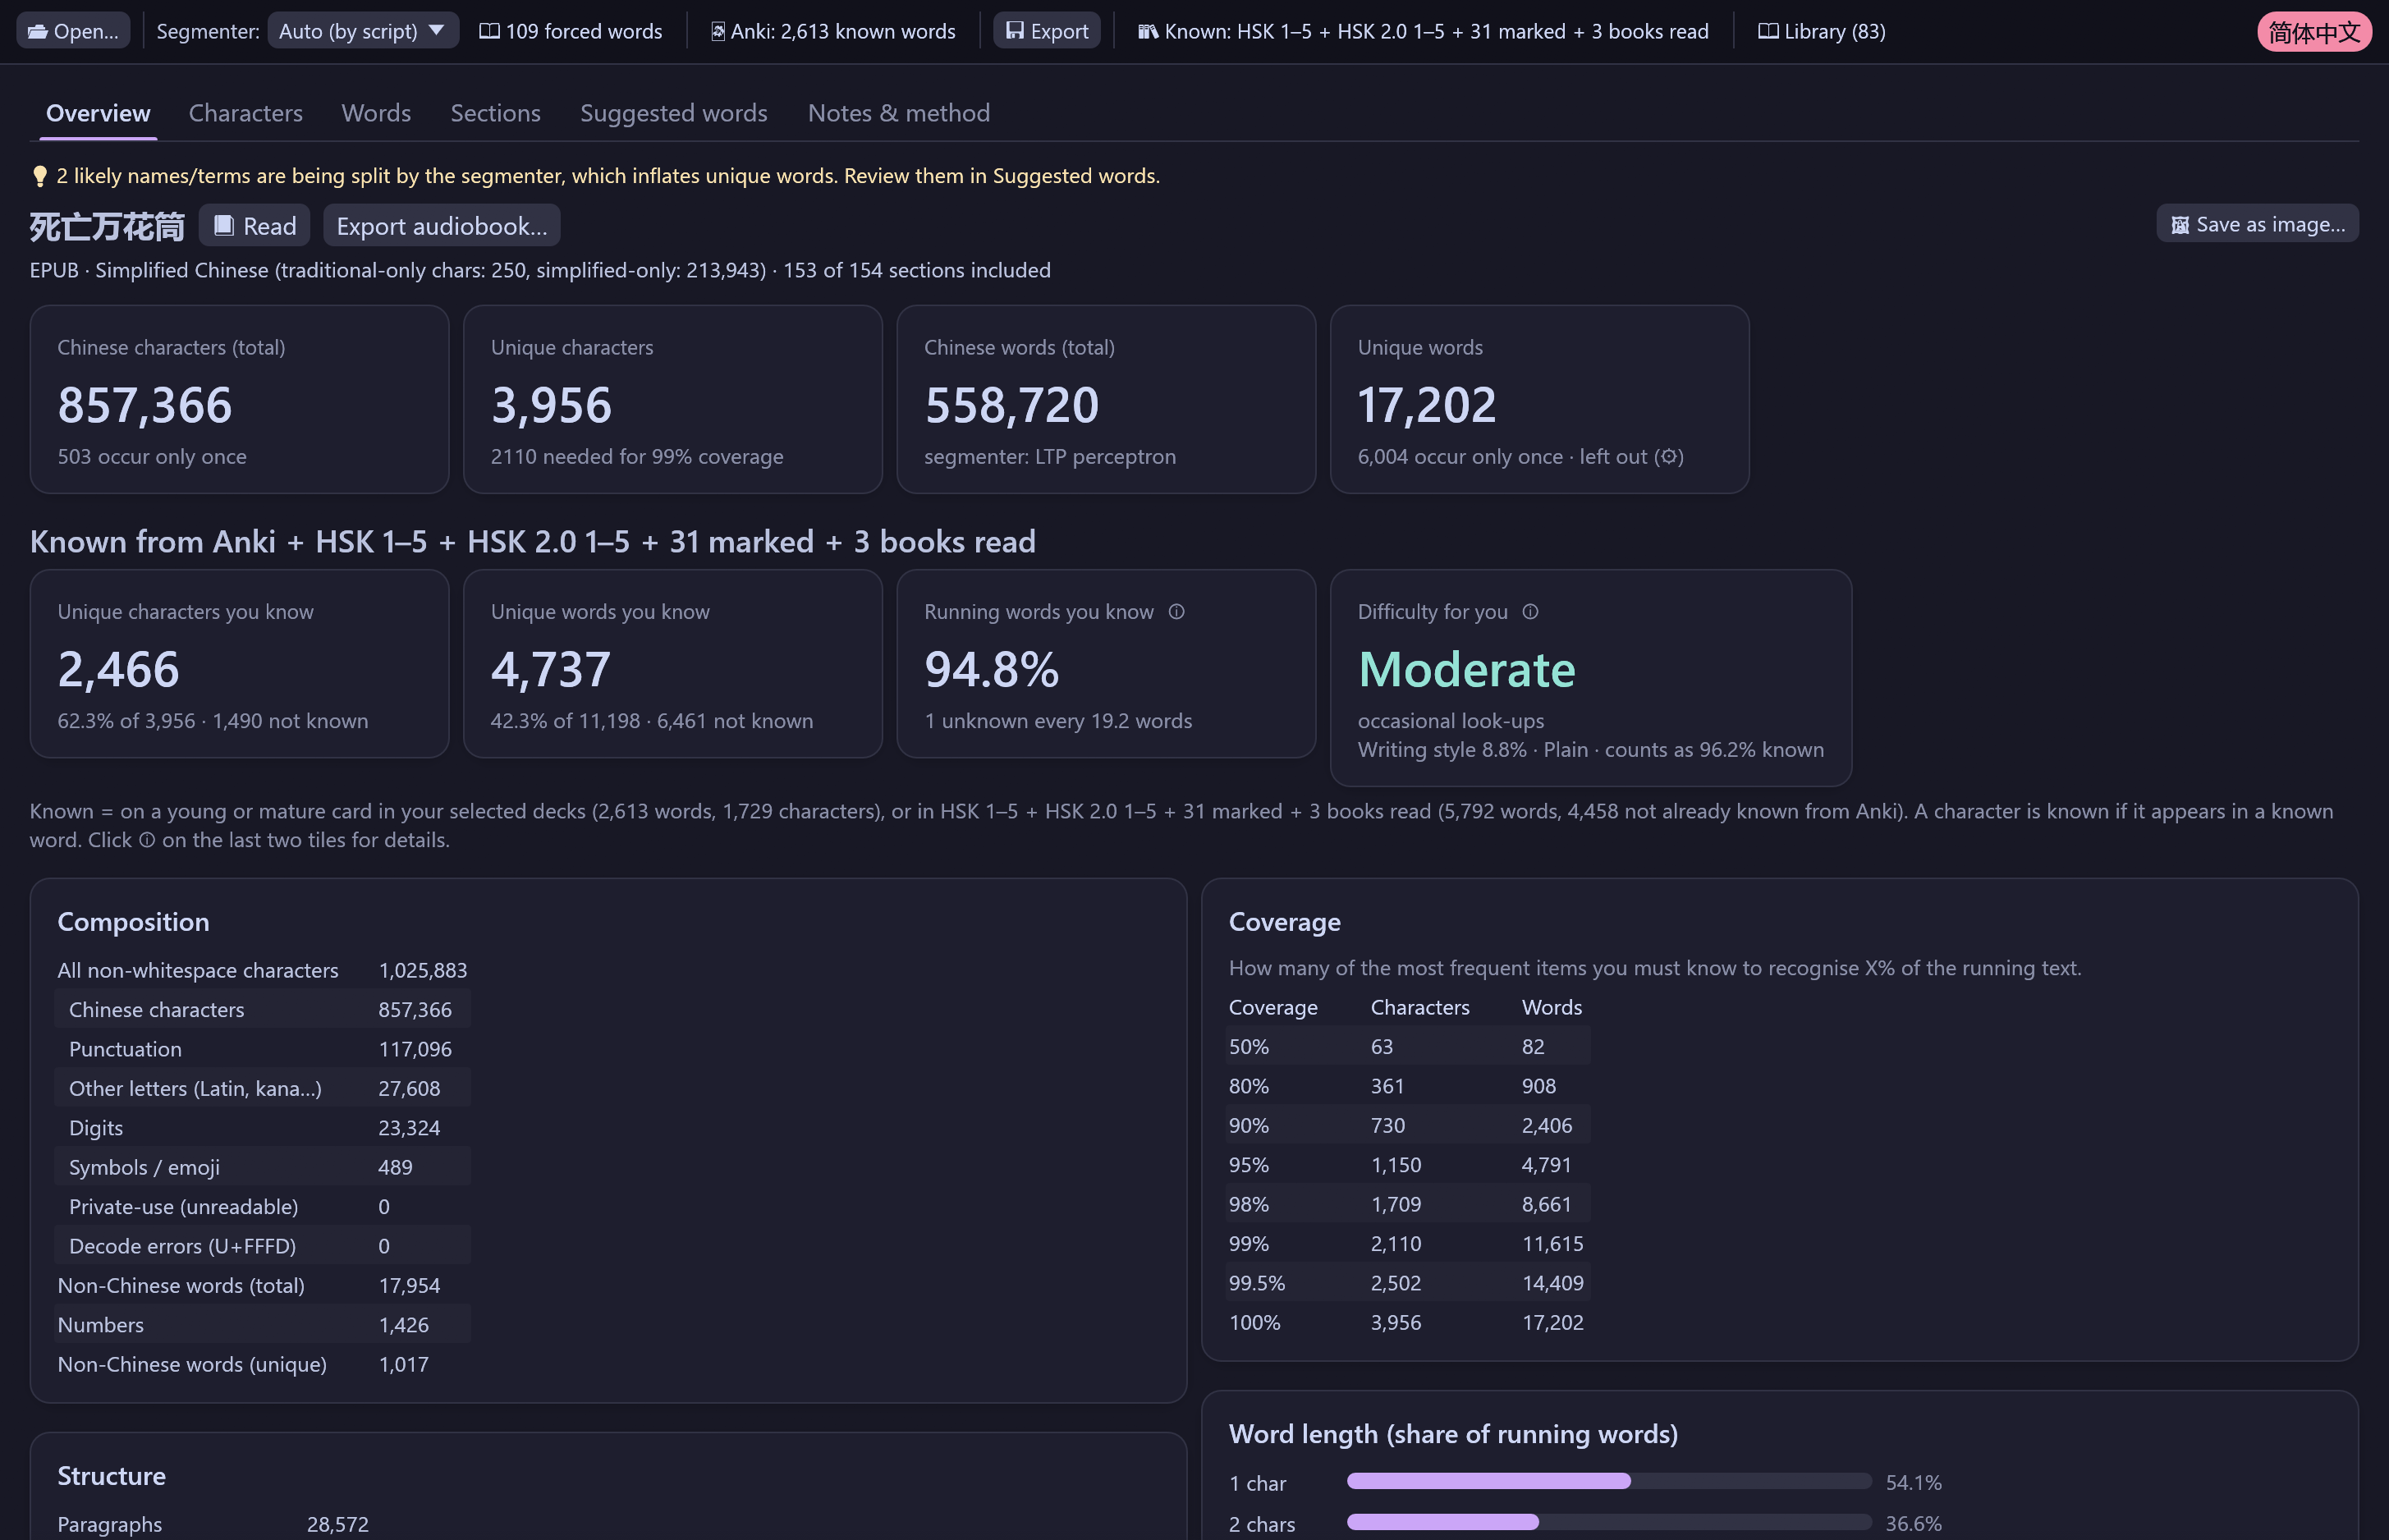 Open... Segmenter: Auto (by script) 109 forced words Anki: 2,613 known words Export Known: HSK 1–5 + HSK 2.0 1–5 + 31 marked + 3 books read Library (83) 简体中文
Overview Characters Words Sections Suggested words Notes & method
2 likely names/terms are being split by the segmenter, which inflates unique words. Review them in Suggested words.
死亡万花筒 Read Export audiobook... Save as image...
EPUB · Simplified Chinese (traditional-only chars: 250, simplified-only: 213,943) · 153 of 154 sections included
Chinese characters (total)
857,366
503 occur only once
Unique characters
3,956
2110 needed for 99% coverage
Chinese words (total)
558,720
segmenter: LTP perceptron
Unique words
17,202
6,004 occur only once · left out (⚙)
Known from Anki + HSK 1–5 + HSK 2.0 1–5 + 31 marked + 3 books read
Unique characters you know
2,466
62.3% of 3,956 · 1,490 not known
Unique words you know
4,737
42.3% of 11,198 · 6,461 not known
Running words you know ⓘ
94.8%
1 unknown every 19.2 words
Difficulty for you ⓘ
Moderate
occasional look-ups
Writing style 8.8% · Plain · counts as 96.2% known
Known = on a young or mature card in your selected decks (2,613 words, 1,729 characters), or in HSK 1–5 + HSK 2.0 1–5 + 31 marked + 3 books read (5,792 words, 4,458 not already known from Anki). A character is known if it appears in a known
word. Click ⓘ on the last two tiles for details.
Composition
All non-whitespace characters 1,025,883
Chinese characters 857,366
Punctuation 117,096
Other letters (Latin, kana...) 27,608
Digits 23,324
Symbols / emoji 489
Private-use (unreadable) 0
Decode errors (U+FFFD) 0
Non-Chinese words (total) 17,954
Numbers 1,426
Non-Chinese words (unique) 1,017
Coverage
How many of the most frequent items you must know to recognise X% of the running text.
Coverage Characters Words
50% 63 82
80% 361 908
90% 730 2,406
95% 1,150 4,791
98% 1,709 8,661
99% 2,110 11,615
99.5% 2,502 14,409
100% 3,956 17,202
Structure
Paragraphs 28,572
Word length (share of running words)
1 char 54.1%
2 chars 36.6%